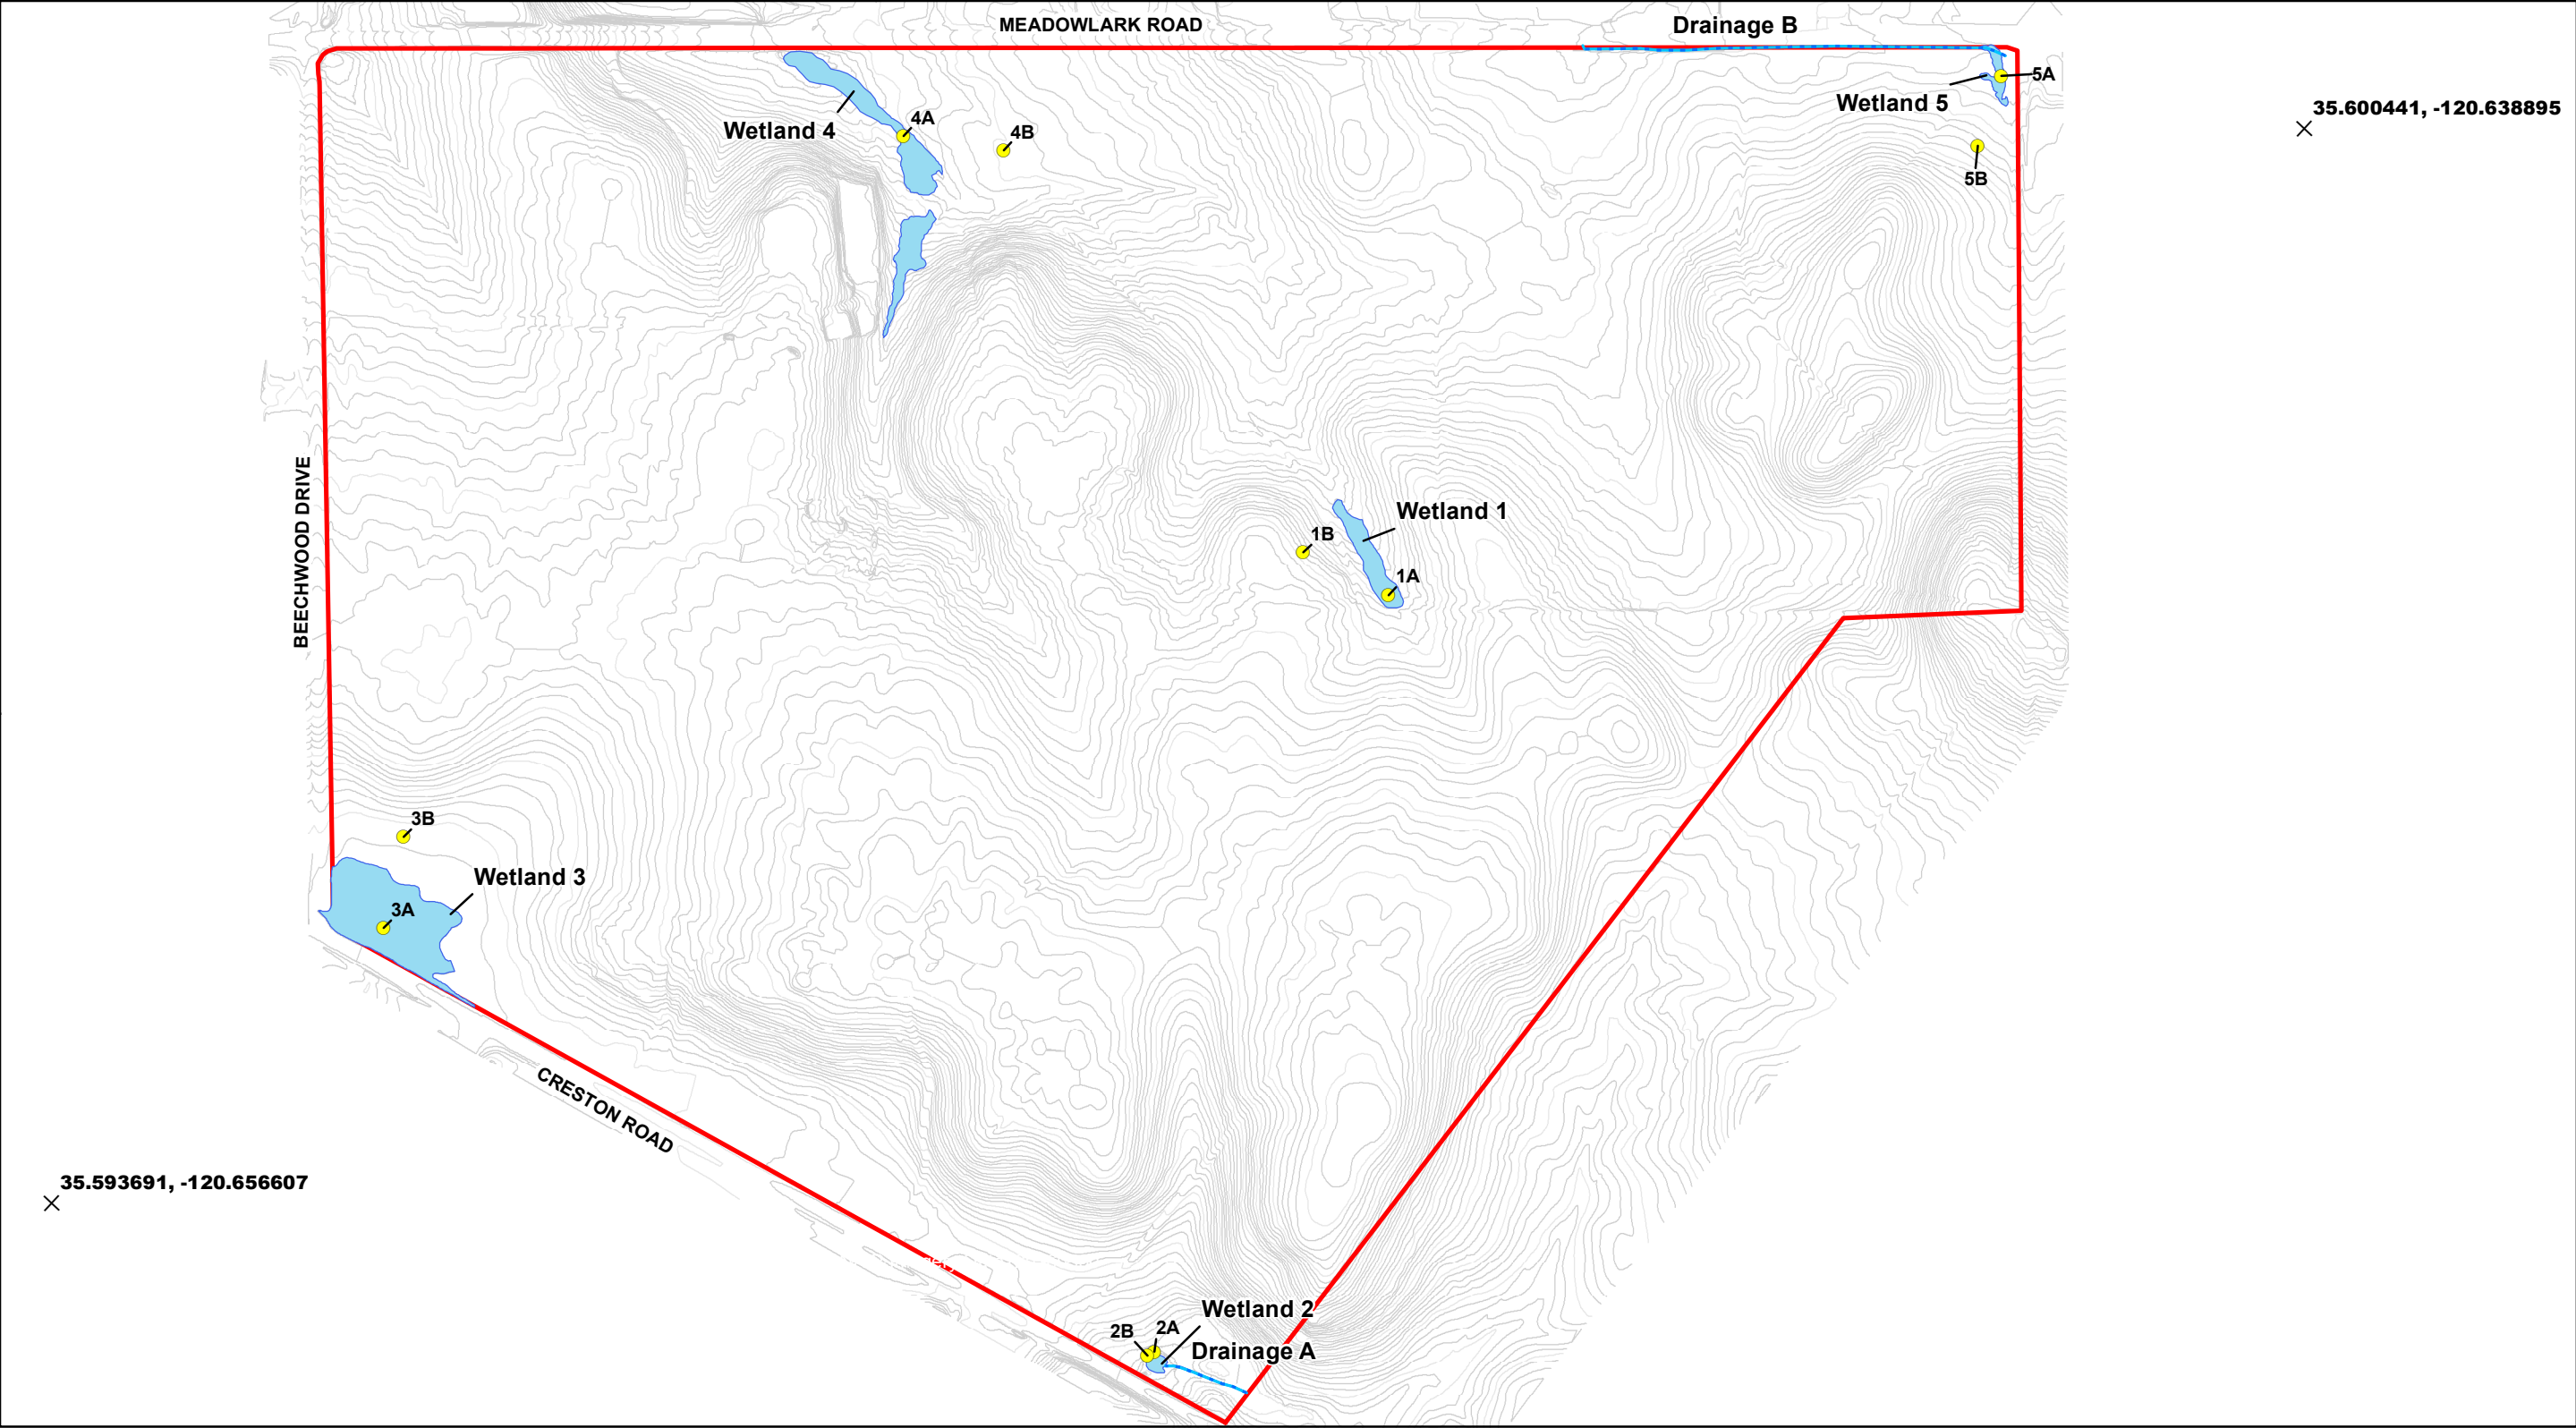 MEADOWLARK ROAD
Drainage B
5A
Wetland 5
35.600441, -120.638895
4A
Wetland 4
4B
5B
BEECHWOOD DRIVE
Wetland 1
1B
1A
3B
Wetland 3
3A
CRESTON ROAD
35.593691, -120.656607
Wetland 2
2B
2A
Drainage A